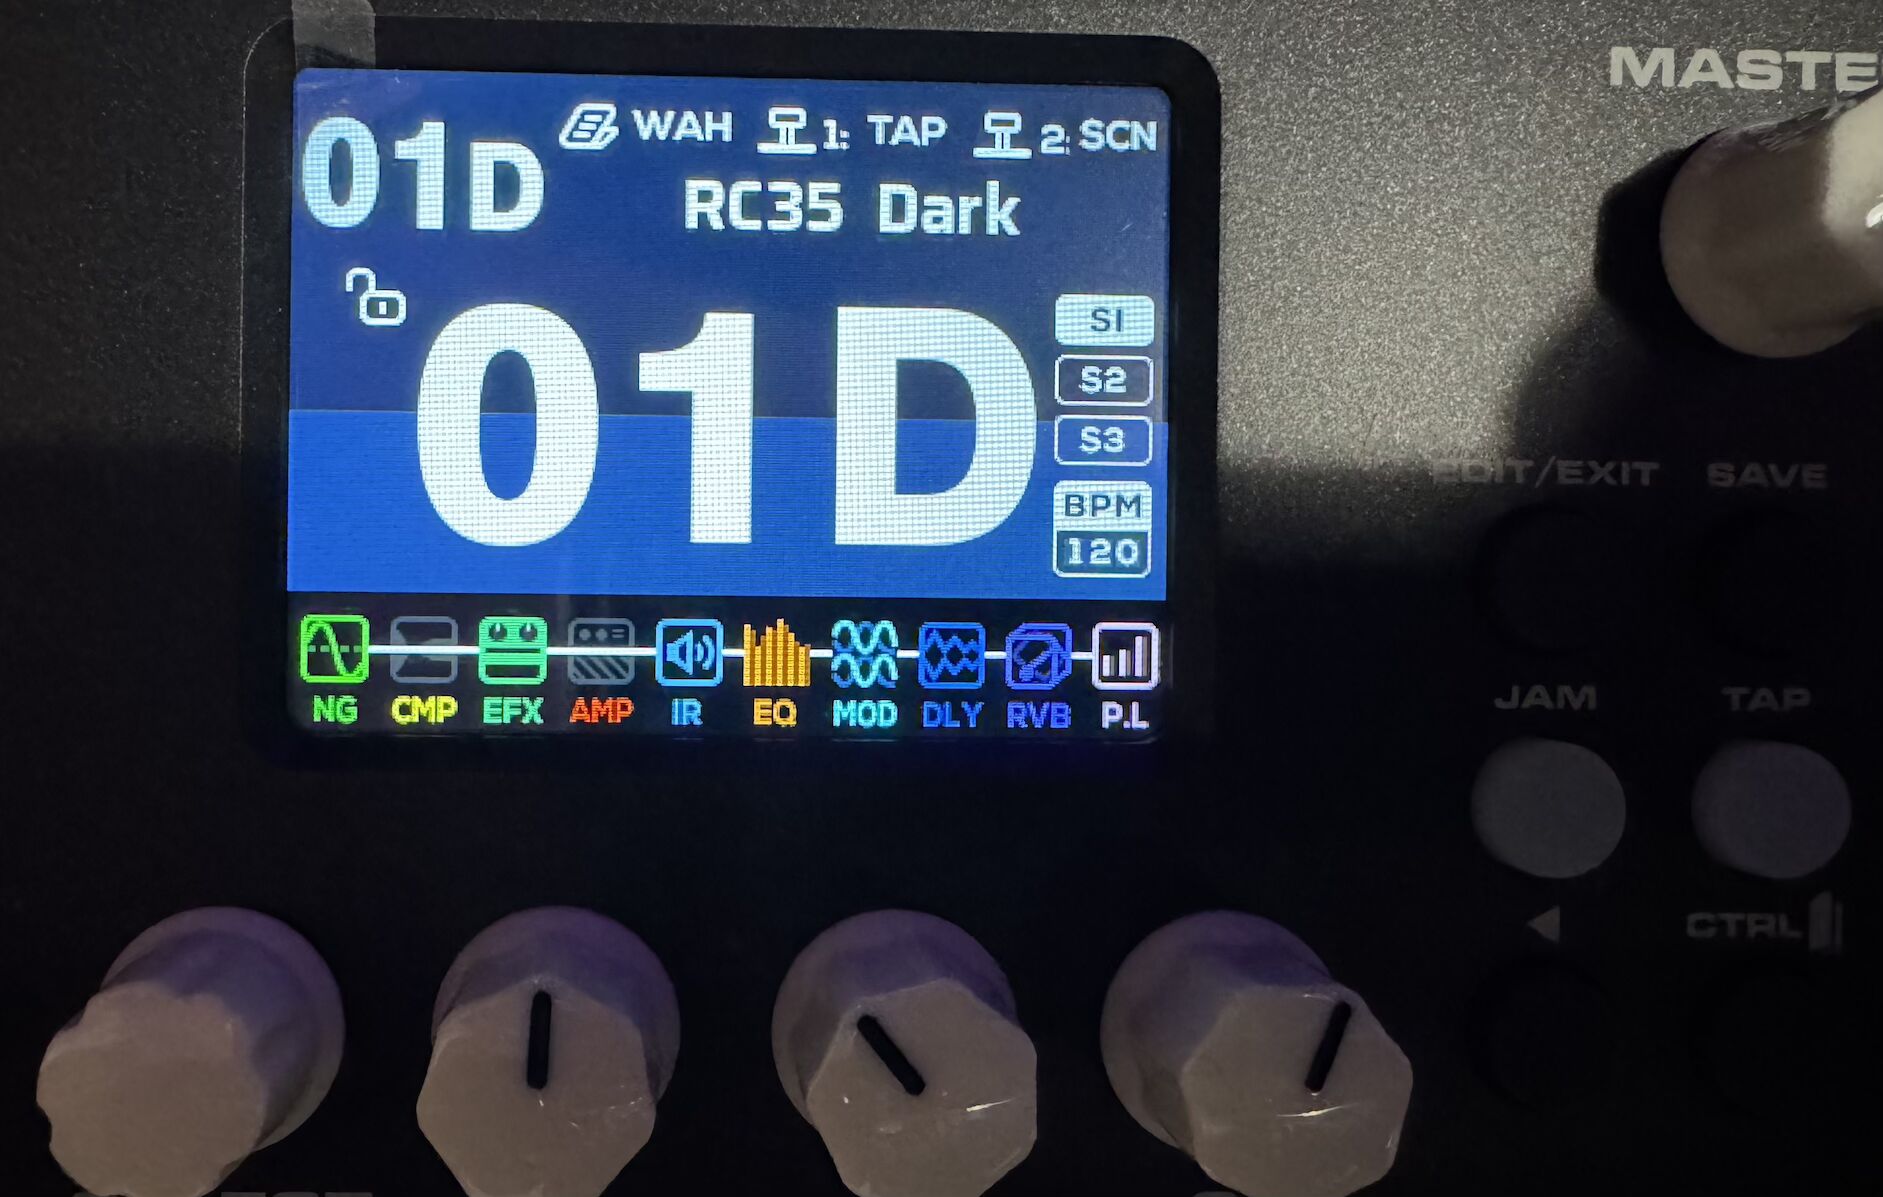 MASTE
01D WAH 1: TAP 2: SCN
RC35 Dark
01D
S1
S2
S3
BPM
120
NG CMP EFX AMP IR EQ MOD DLY RVB P.L
EDIT/EXIT SAVE
JAM TAP
CTRL